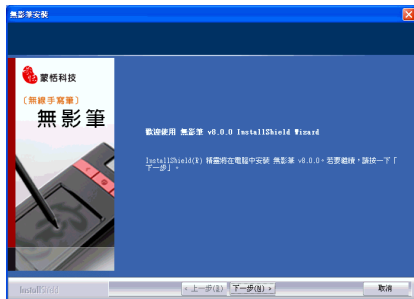 無影筆安裝
蒙恬科技
〔無線手寫筆〕
無影筆
歡迎使用 無影筆 v8.0.0 InstallShield Wizard
InstallShield(R) 精靈將在電腦中安裝 無影筆 v8.0.0。若要繼續，請按一下「
下一步」。
InstallShield
< 上一步(B) 下一步(N) > 取消